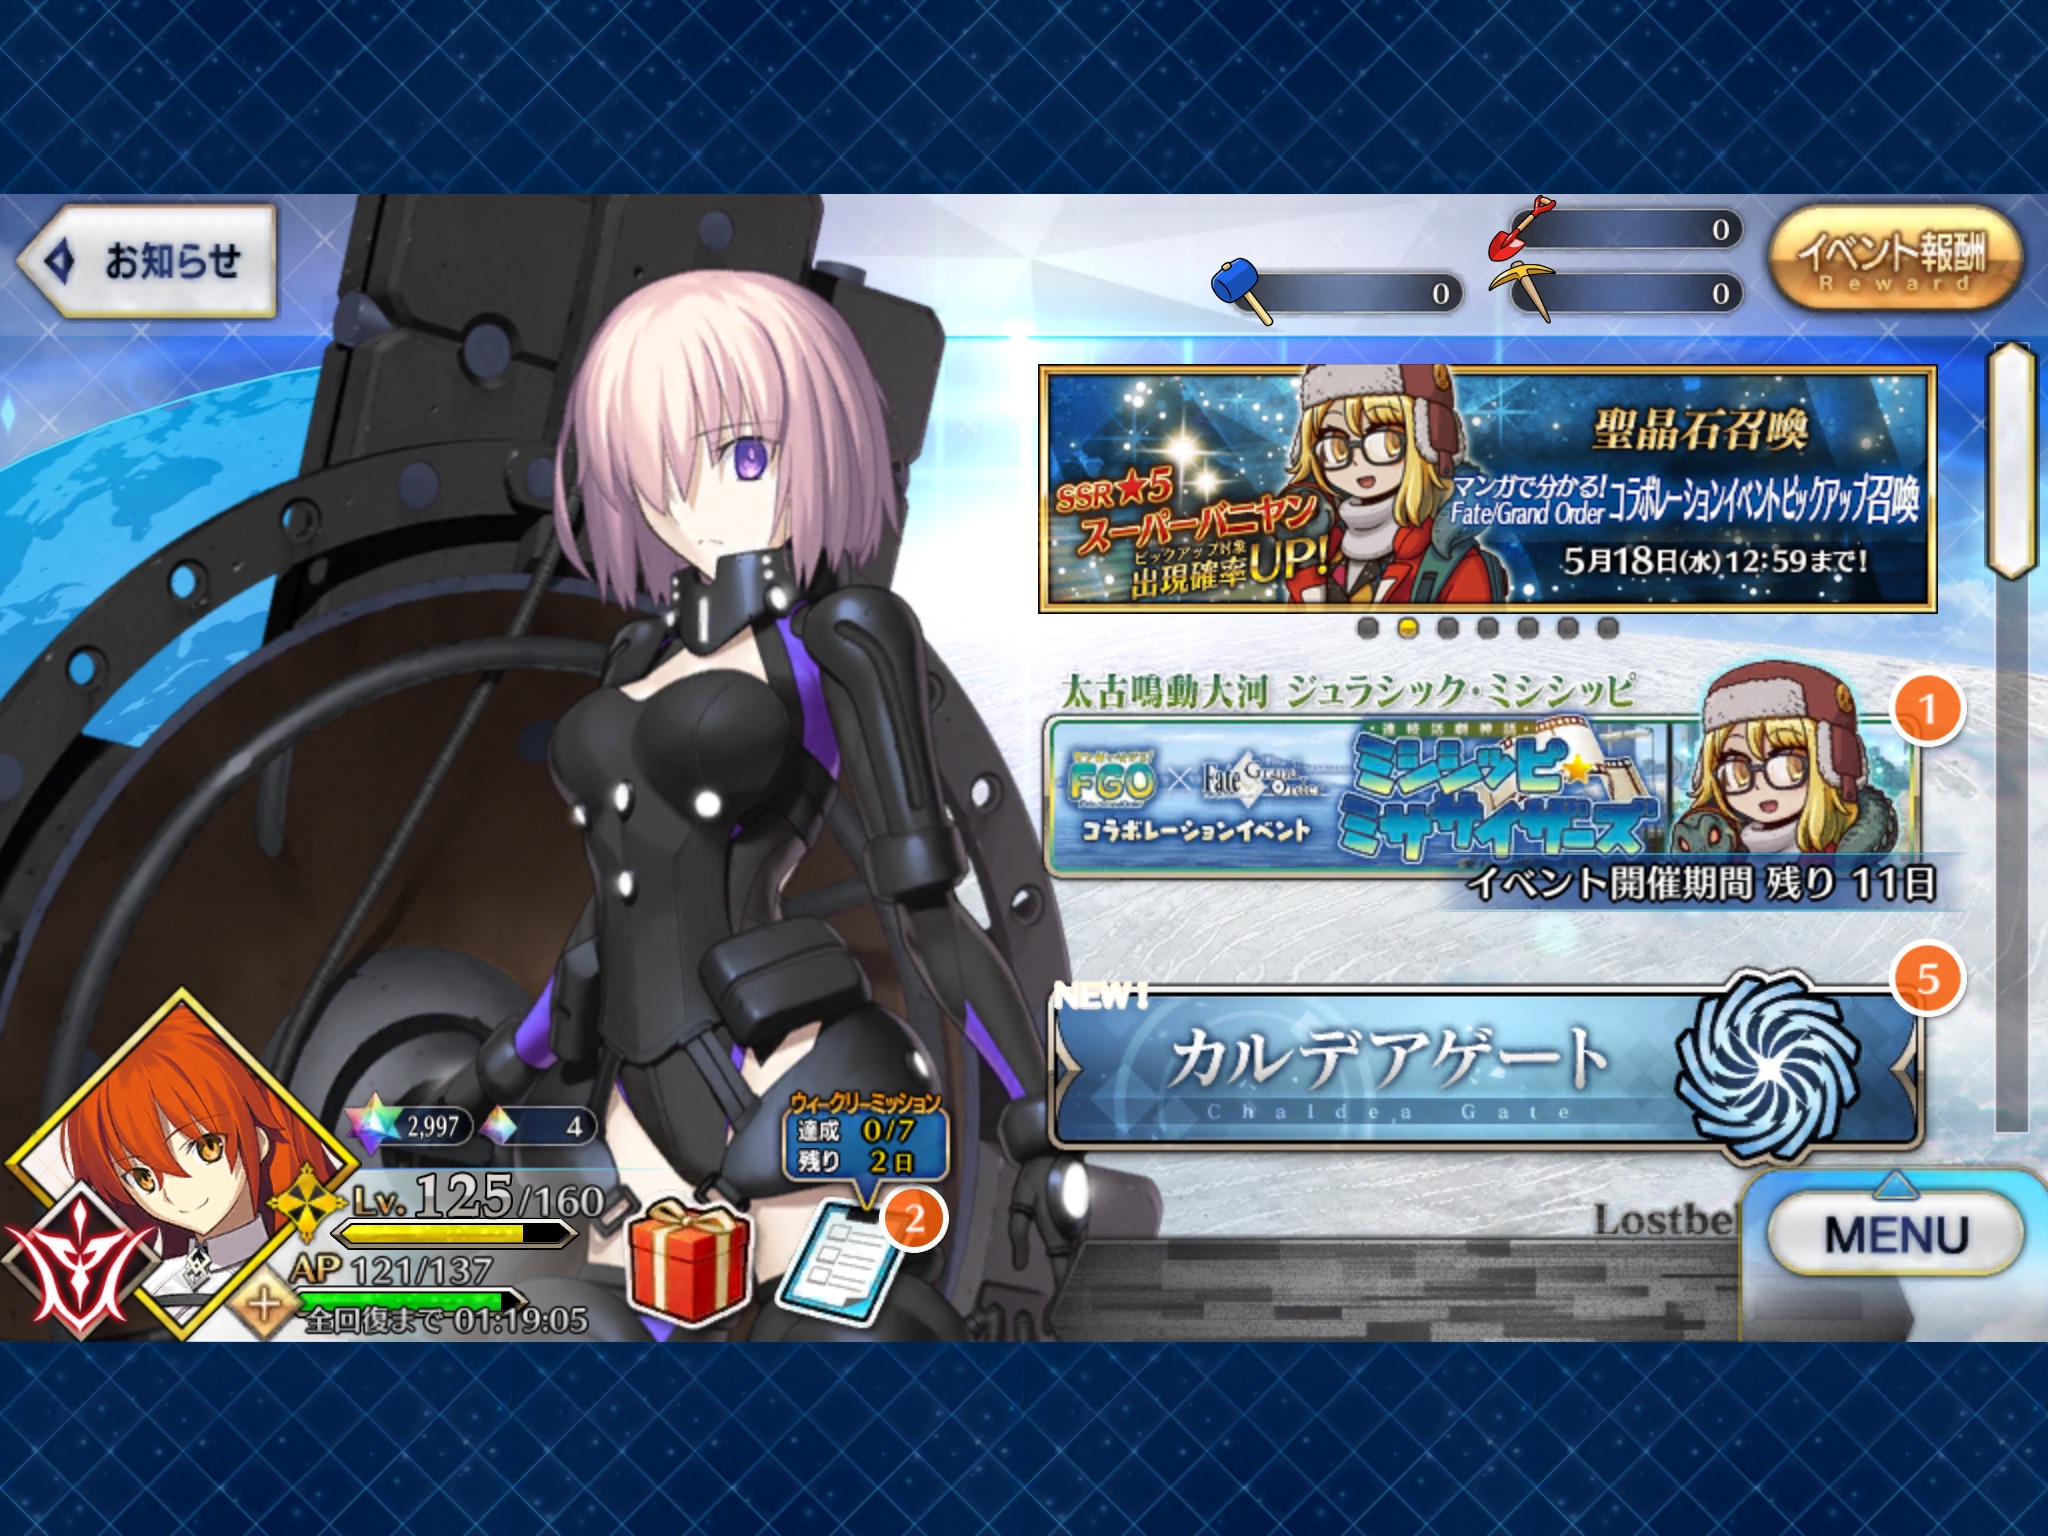 お知らせ
0
0
0
イベント報酬
Reward
聖晶石召喚
マンガで分かる!
Fate/Grand Order コラボレーションイベントピックアップ召喚
5月18日(水)12:59まで!
SSR★5
スーパーバニヤン
ピックアップ対象
出現確率UP!
太古鳴動大河 ジュラシック・ミシシッピ
1
FGO × Fate Grand Order
コラボレーションイベント
・連続活劇神話・
ミシシッピ★
ミササイザーズ
イベント開催期間 残り 11日
NEW!
5
カルデアゲート
Chaldea Gate
Lostbel
MENU
2,997
4
ウィークリーミッション
達成 0/7
残り 2日
2
Lv. 125/160
AP 121/137
全回復まで 01:19:05